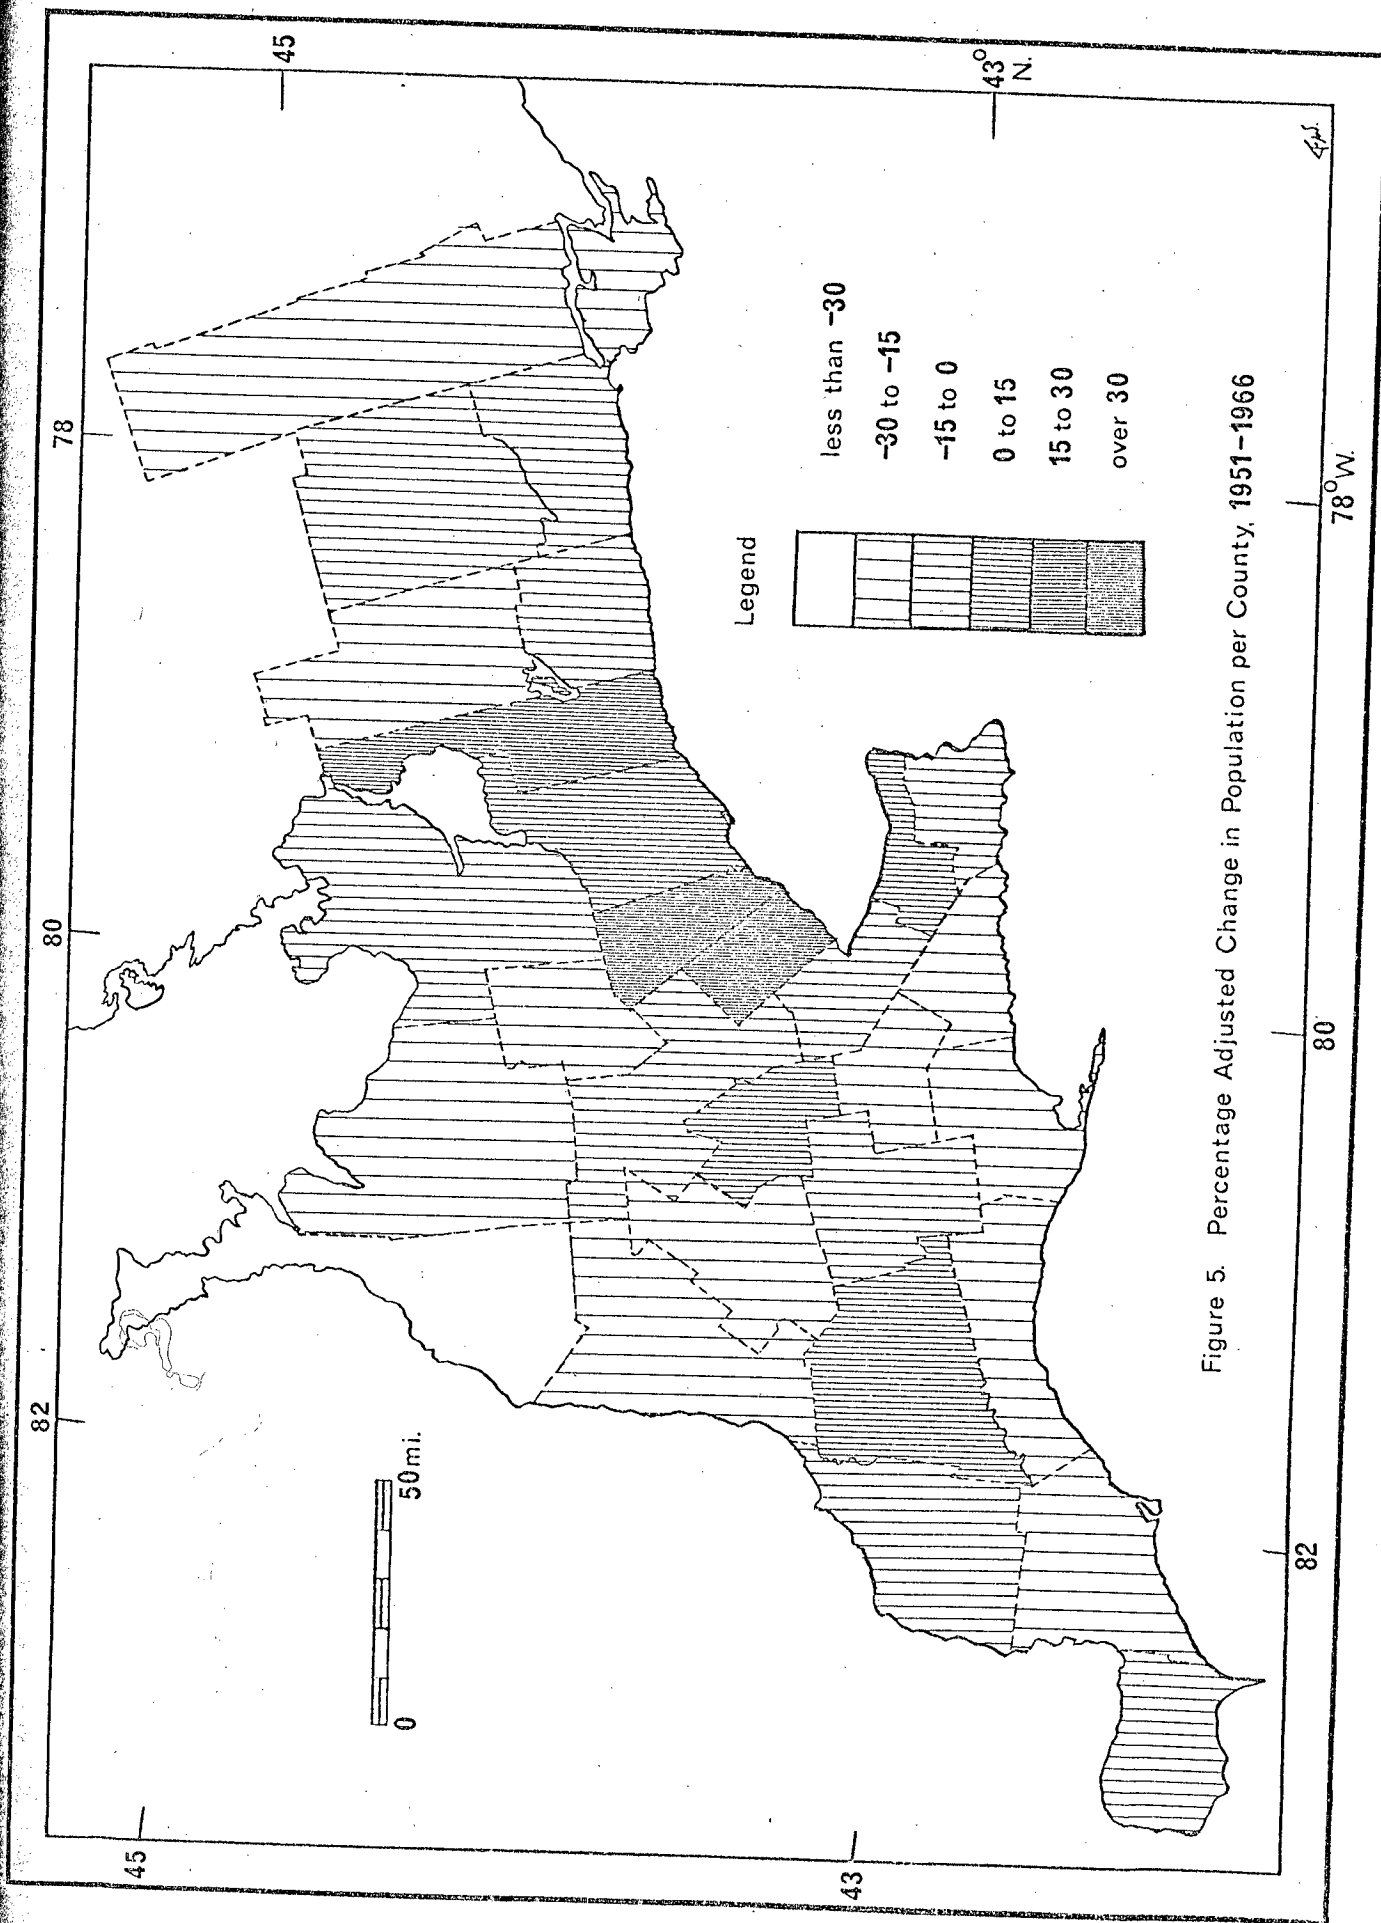 45
43°
N.
78
80
82
50mi.
0
45
43
82
80
78°W.
Legend
less than −30
−30 to −15
−15 to 0
0 to 15
15 to 30
over 30
Figure 5. Percentage Adjusted Change in Population per County, 1951−1966